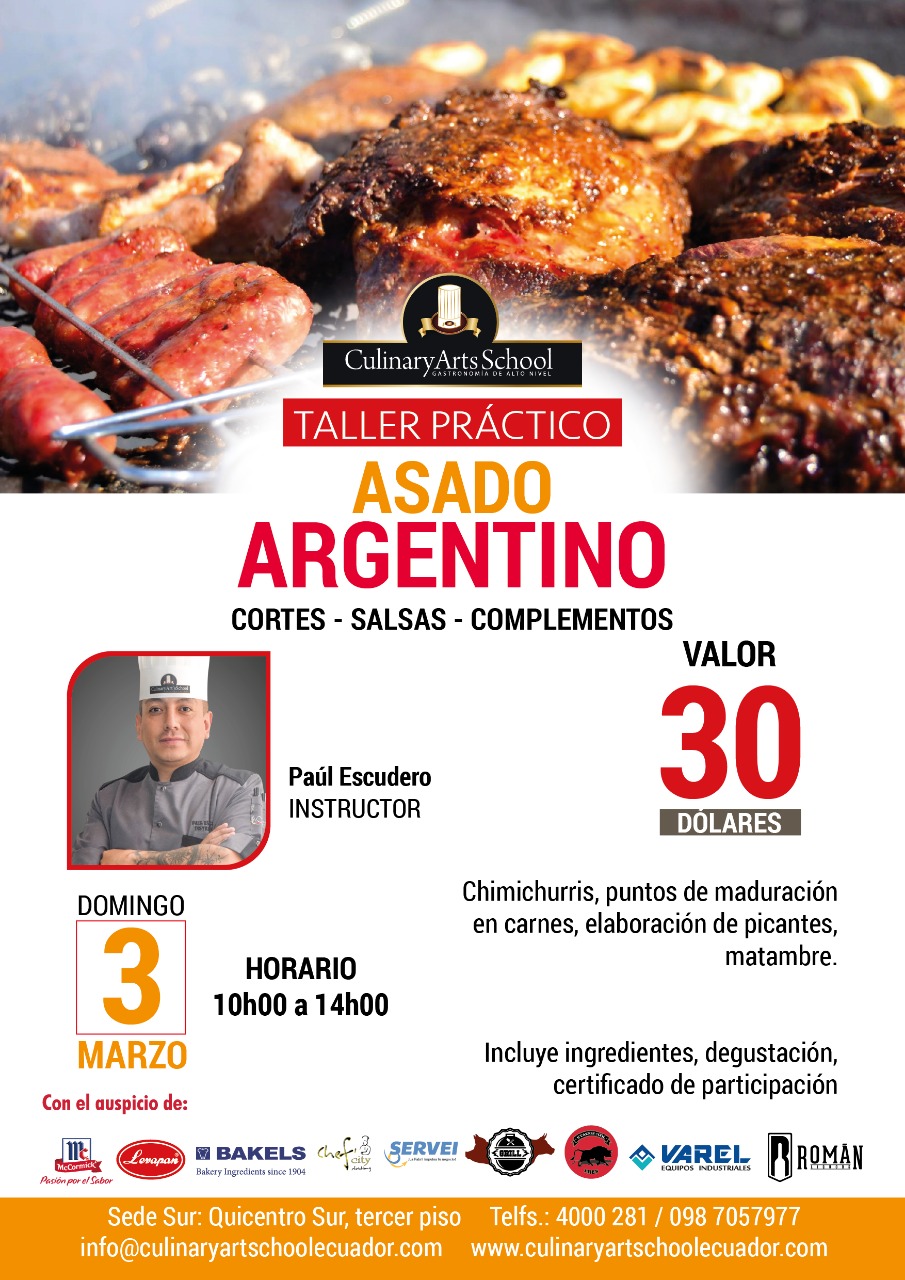 CulinaryArtsSchool
GASTRONOMÍA DE ALTO NIVEL
TALLER PRÁCTICO
ASADO
ARGENTINO
CORTES - SALSAS - COMPLEMENTOS
VALOR
30
DÓLARES
CulinaryArtsSchool
Paúl Escudero
INSTRUCTOR
Chimichurris, puntos de maduración
en carnes, elaboración de picantes,
matambre.
DOMINGO
3
MARZO
HORARIO
10h00 a 14h00
Incluye ingredientes, degustación,
certificado de participación
Con el auspicio de:
McCormick
Pasión por el Sabor
Levapan
BAKELS
Bakery Ingredients since 1904
chef
city
SERVEI
GRILL
VAREL
EQUIPOS INDUSTRIALES
ROMÁN
Sede Sur: Quicentro Sur, tercer piso Telfs.: 4000 281 / 098 7057977
info@culinaryartschoolecuador.com www.culinaryartschoolecuador.com